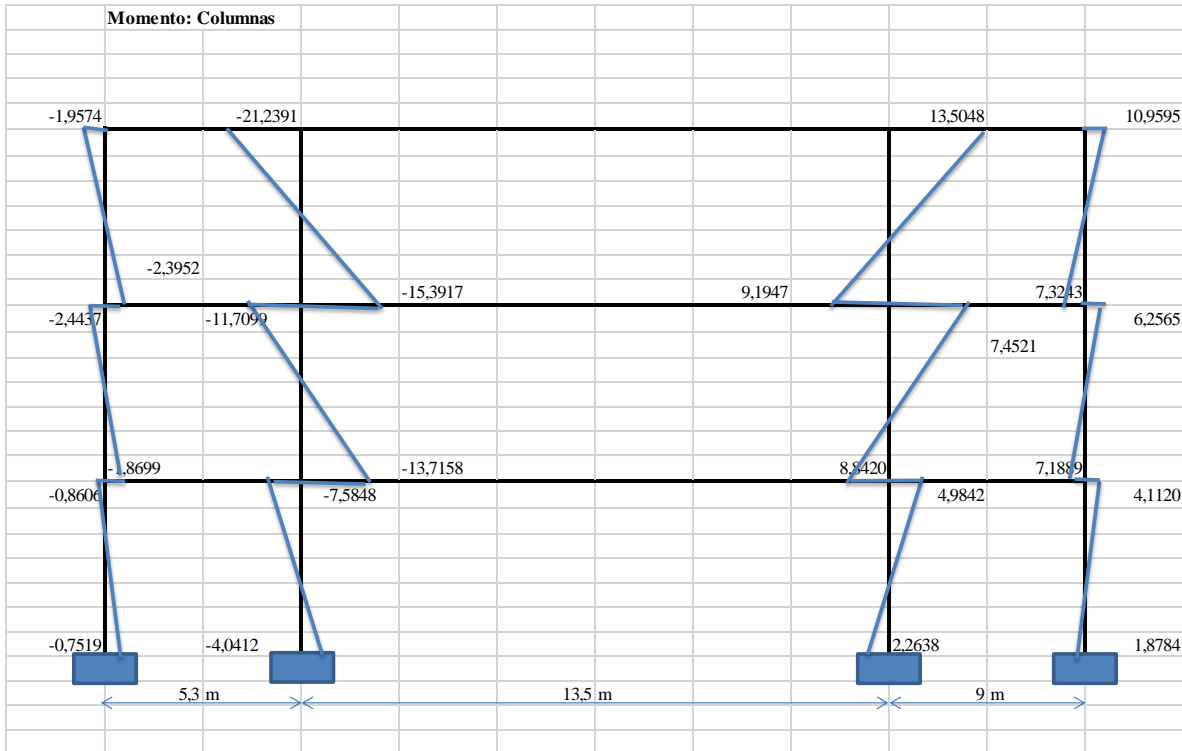 Momento: Columnas
-1,9574 -21,2391 13,5048 10,9595
-2,3952
-15,3917 9,1947 7,3243
-2,4437 -11,7099 6,2565
7,4521
-1,8699 -13,7158 8,8420 7,1889
-0,8606 -7,5848 4,9842 4,1120
-0,7519 -4,0412 2,2638 1,8784
5,3 m 13,5 m 9 m